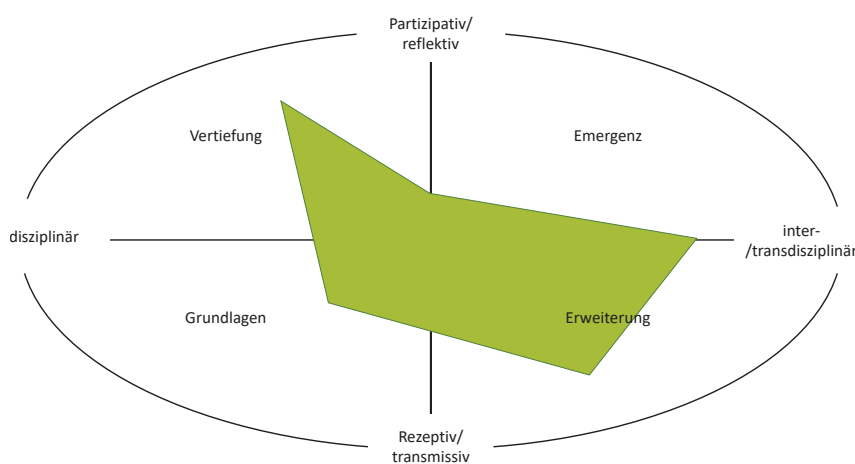 Partizipativ/
reflektiv
Vertiefung
Emergenz
disziplinär
inter-
/transdisziplinär
Grundlagen
Erweiterung
Rezeptiv/
transmissiv